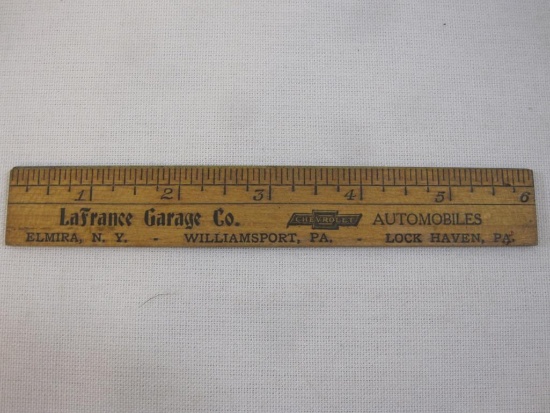 1 2 3 4 5 6
LaFrance Garage Co. CHEVROLET AUTOMOBILES
ELMIRA, N. Y. - WILLIAMSPORT, PA. - LOCK HAVEN, PA.